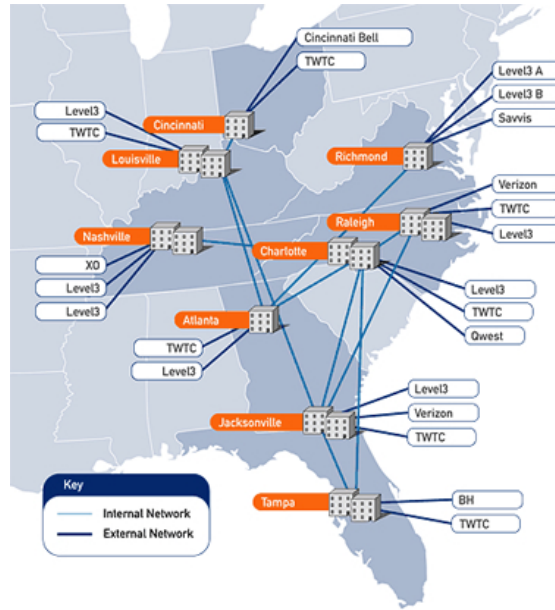 Cincinnati Bell
TWTC
Level3 A
Level3 B
Savvis
Level3
TWTC
Cincinnati
Louisville
Richmond
Verizon
TWTC
Level3
Raleigh
Nashville
Charlotte
XO
Level3
Level3
Level3
TWTC
Qwest
Atlanta
TWTC
Level3
Level3
Verizon
TWTC
Jacksonville
Key
Internal Network
External Network
Tampa
BH
TWTC